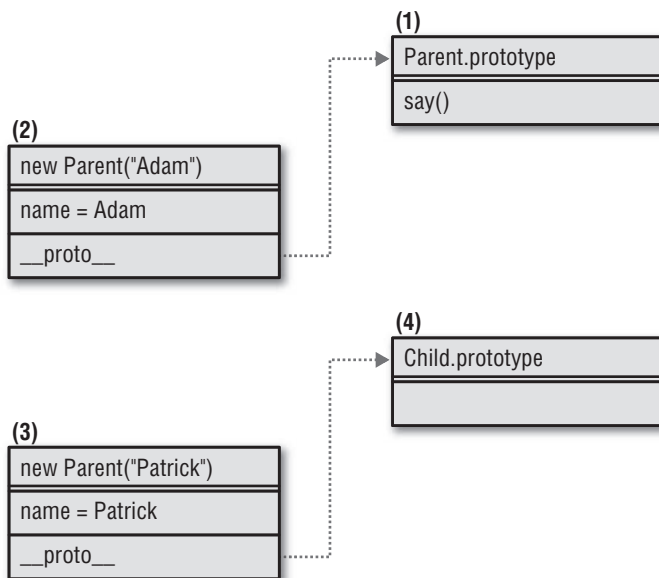 (1)
Parent.prototype
say()
(2)
new Parent("Adam")
name = Adam
__proto__
(4)
Child.prototype
(3)
new Parent("Patrick")
name = Patrick
__proto__